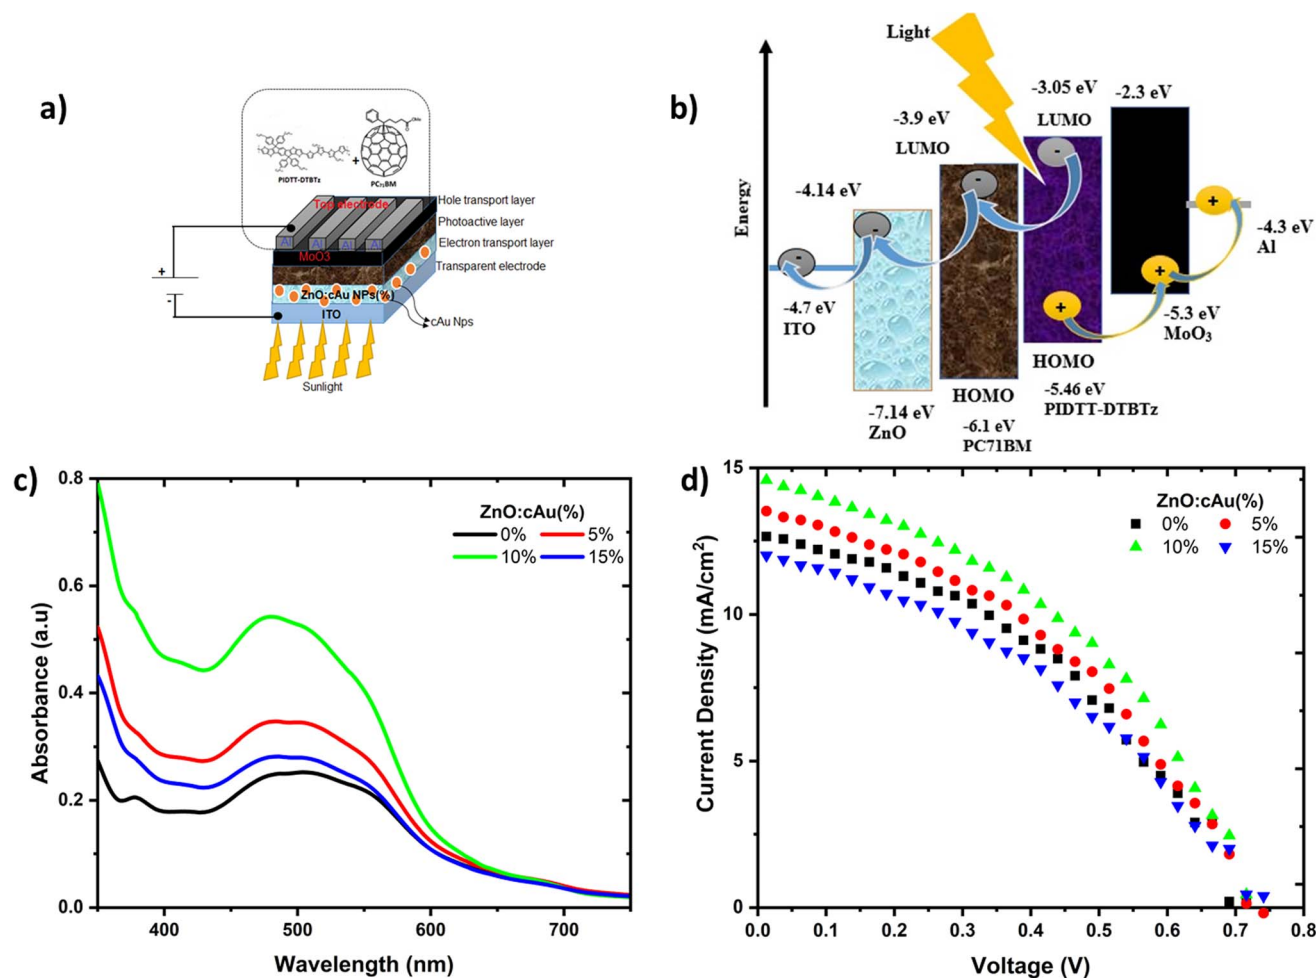 a)
PIDTT-DTBTz
+
PC₇₁BM
OMe
Top electrode
Al Al Al Al
MoO3
ZnO:cAu NPs(%)
ITO
Hole transport layer
Photoactive layer
Electron transport layer
Transparent electrode
cAu Nps
+
-
Sunlight
b)
Energy
Light
-4.7 eV
ITO
-4.14 eV
-7.14 eV
ZnO
-3.9 eV
LUMO
HOMO
-6.1 eV
PC71BM
-3.05 eV
LUMO
HOMO
-5.46 eV
PIDTT-DTBTz
-2.3 eV
-5.3 eV
MoO₃
-4.3 eV
Al
- - - -
+ + +
c)
Absorbance (a.u)
0.8
0.6
0.4
0.2
0.0
ZnO:cAu(%)
0% 5%
10% 15%
400 500 600 700
Wavelength (nm)
d)
Current Density (mA/cm²)
15
10
5
0
ZnO:cAu(%)
0% 5%
10% 15%
0.0 0.1 0.2 0.3 0.4 0.5 0.6 0.7 0.8
Voltage (V)